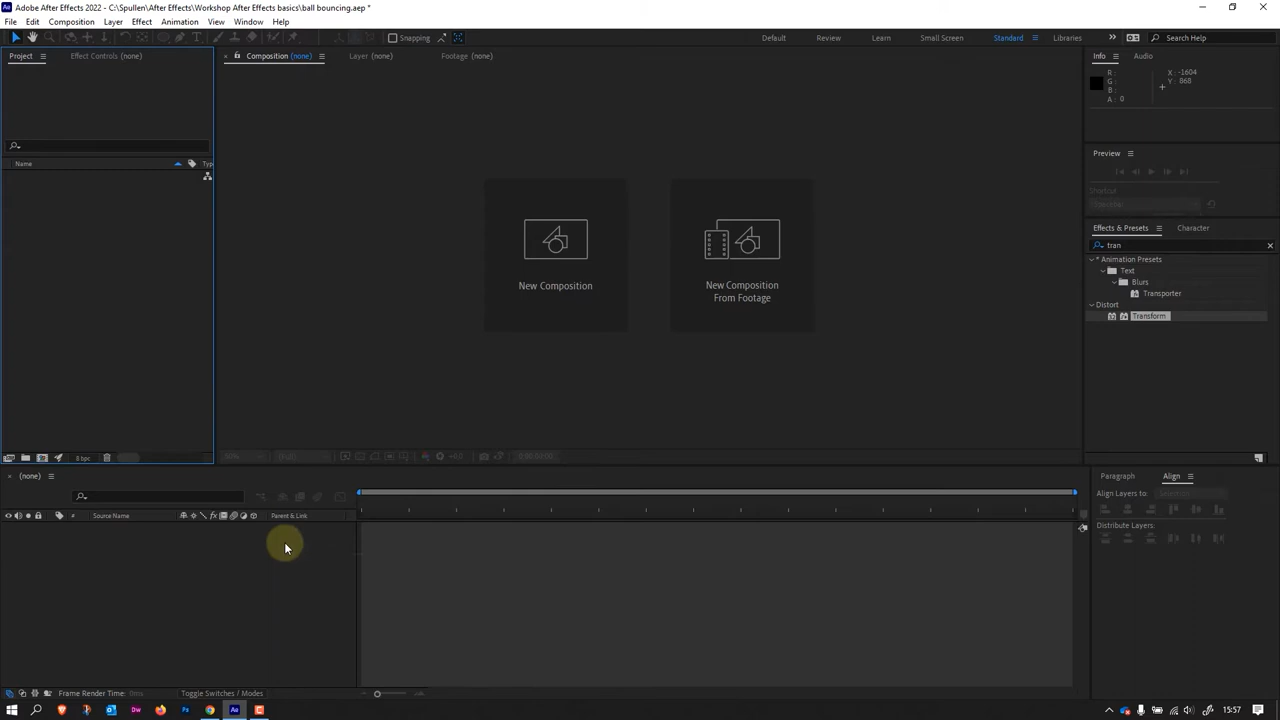 Adobe After Effects 2022 - C:\Spullen\After Effects\Workshop After Effects basics\ball bouncing.aep *
File Edit Composition Layer Effect Animation View Window Help
Snapping
Default Review Learn Small Screen Standard Libraries Search Help
Project Effect Controls (none)
Composition (none) Layer (none) Footage (none)
Info Audio
R: X: -1604
G: Y: 868
B:
A: 0
Preview
Shortcut
Effects & Presets Character
tran
* Animation Presets
Text
Blurs
Transporter
Distort
Transform
Name Typ
New Composition
New Composition
From Footage
8 bpc
(none)
# Source Name Parent & Link
Paragraph Align
Align Layers to:
Distribute Layers:
Frame Render Time: 0ms Toggle Switches / Modes
15:57